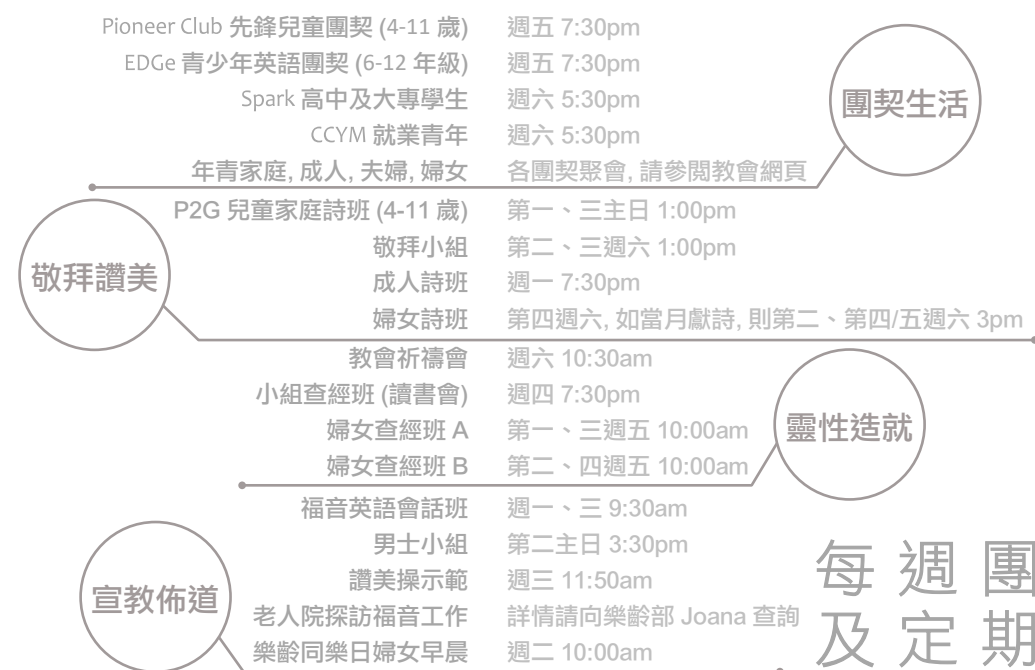 Pioneer Club 先鋒兒童團契 (4-11 歲) 週五 7:30pm
EDGe 青少年英語團契 (6-12 年級) 週五 7:30pm
Spark 高中及大專學生 週六 5:30pm
CCYM 就業青年 週六 5:30pm
年青家庭, 成人, 夫婦, 婦女 各團契聚會, 請參閱教會網頁
團契生活
P2G 兒童家庭詩班 (4-11 歲) 第一、三主日 1:00pm
敬拜小組 第二、三週六 1:00pm
成人詩班 週一 7:30pm
婦女詩班 第四週六, 如當月獻詩, 則第二、第四/五週六 3pm
敬拜讚美
教會祈禱會 週六 10:30am
小組查經班 (讀書會) 週四 7:30pm
婦女查經班 A 第一、三週五 10:00am
婦女查經班 B 第二、四週五 10:00am
靈性造就
福音英語會話班 週一、三 9:30am
男士小組 第二主日 3:30pm
讚美操示範 週三 11:50am
老人院探訪福音工作 詳情請向樂齡部 Joana 查詢
樂齡同樂日婦女早晨 週二 10:00am
宣教佈道
每週團
及定期